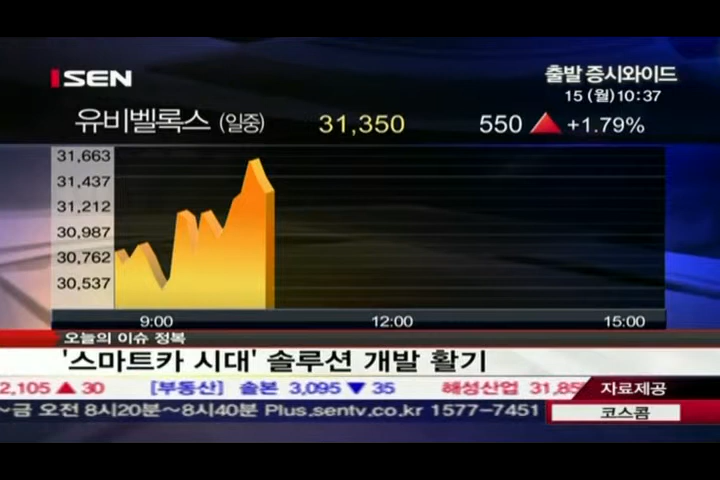 SEN
출발 증시와이드
15 (월) 10:37
유비벨록스 (일중) 31,350 550 ▲ +1.79%
31,663
31,437
31,212
30,987
30,762
30,537
9:00 12:00 15:00
오늘의 이슈 정복
'스마트카 시대' 솔루션 개발 활기
2,105 ▲ 30 [부동산] 솔본 3,095 ▼ 35 해성산업 31,85
자료제공
~금 오전 8시20분~8시40분 Plus.sentv.co.kr 1577-7451
코스콤